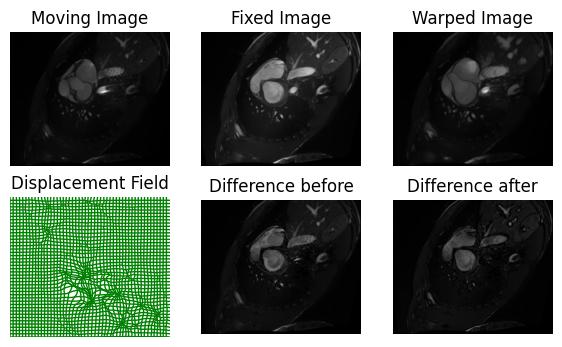 Moving Image
Fixed Image
Warped Image
Displacement Field
Difference before
Difference after